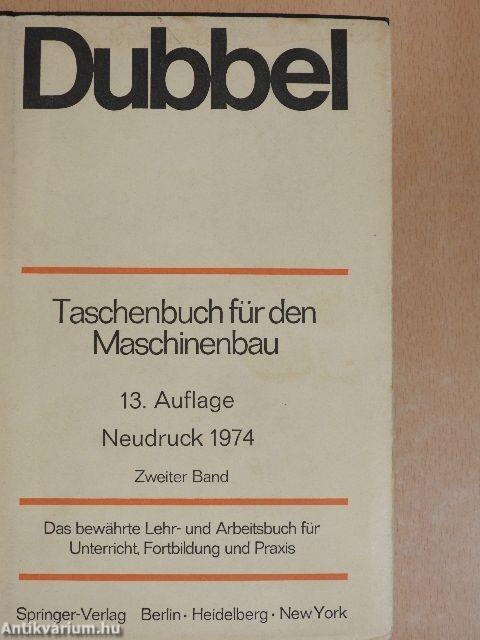 Dubbel
Taschenbuch für den
Maschinenbau
13. Auflage
Neudruck 1974
Zweiter Band
Das bewährte Lehr- und Arbeitsbuch für
Unterricht, Fortbildung und Praxis
Springer-Verlag Berlin · Heidelberg · New York
Antikvárium.hu